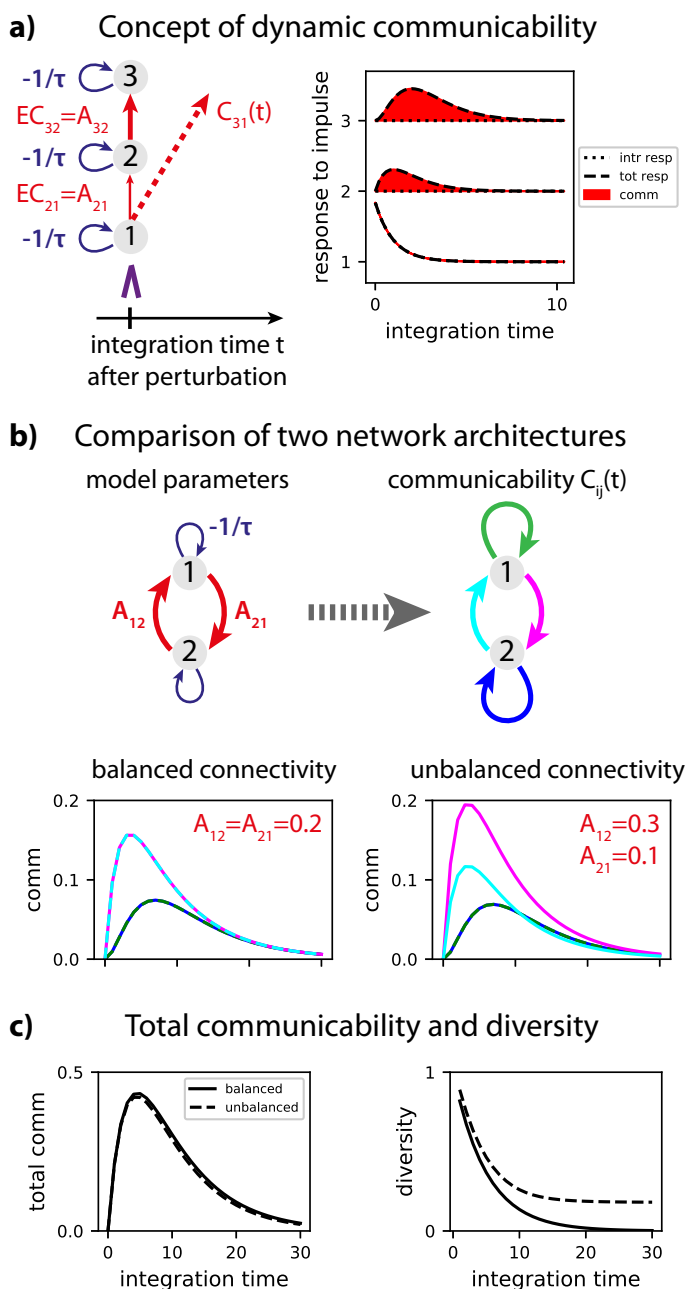 a) Concept of dynamic communicability
-1/τ
3
EC32=A32
C31(t)
-1/τ
2
EC21=A21
-1/τ
1
integration time t
after perturbation
response to impulse
3
2
1
0
10
integration time
intr resp
tot resp
comm
b) Comparison of two network architectures
model parameters
communicability Cij(t)
-1/τ
1
A12
A21
2
1
2
balanced connectivity
unbalanced connectivity
0.2
A12=A21=0.2
0.1
comm
0.0
0.2
A12=0.3
A21=0.1
0.1
comm
0.0
c) Total communicability and diversity
0.5
balanced
unbalanced
total comm
0.0
0
10
20
30
integration time
1
diversity
0
0
10
20
30
integration time